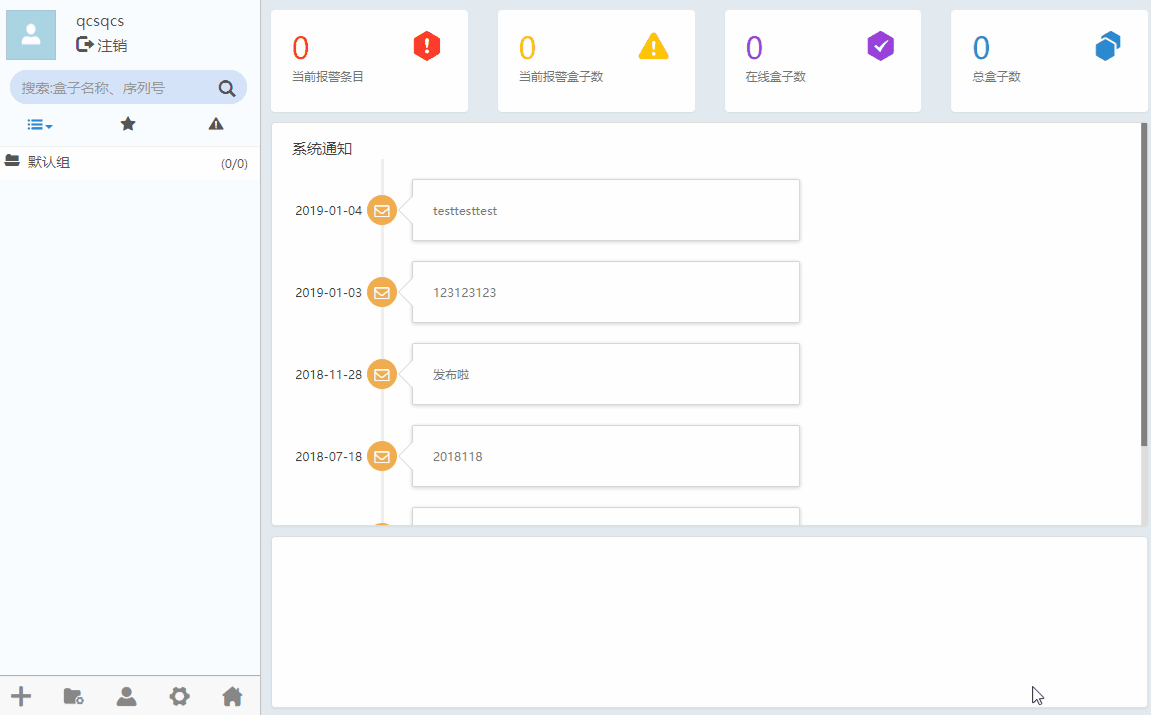 qcsqcs
注销
搜索:盒子名称、序列号
默认组 (0/0)
0
当前报警条目
0
当前报警盒子数
0
在线盒子数
0
总盒子数
系统通知
2019-01-04 testtesttest
2019-01-03 123123123
2018-11-28 发布啦
2018-07-18 2018118